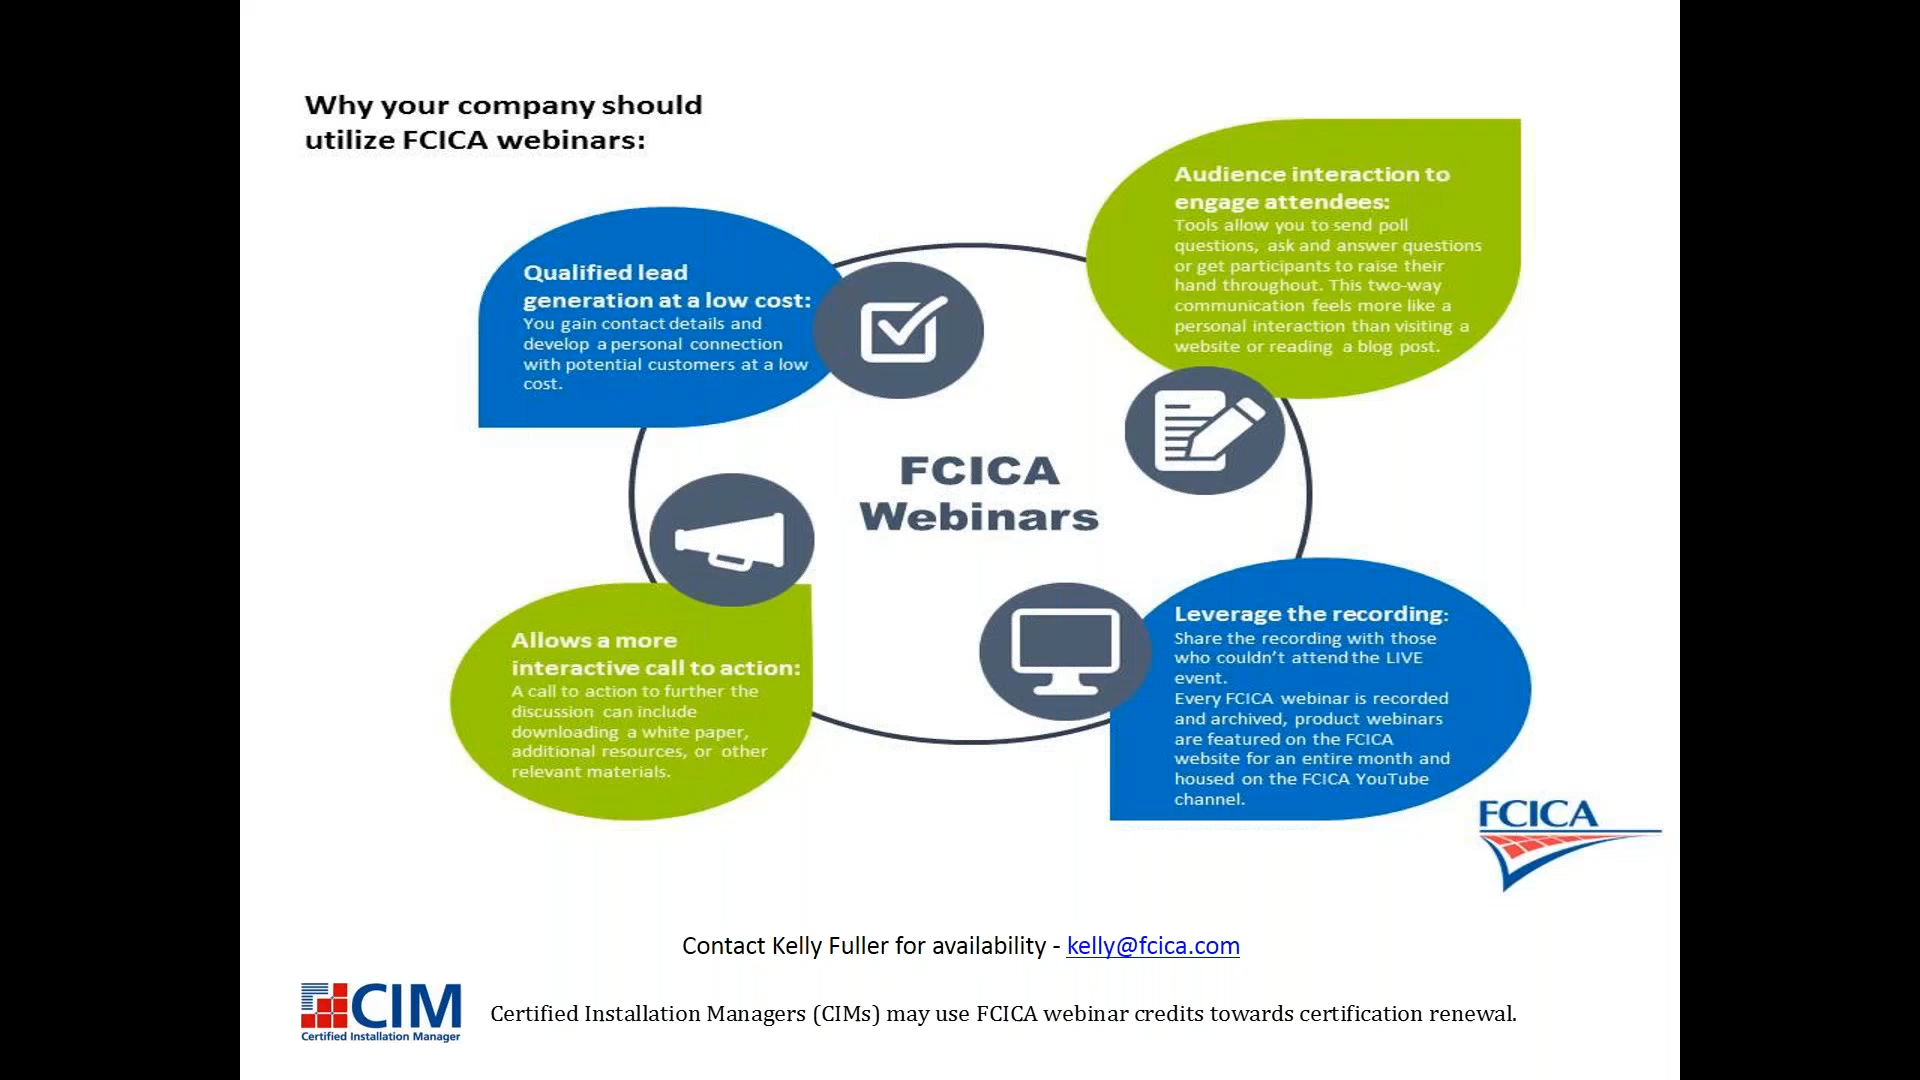 Why your company should
utilize FCICA webinars:
Qualified lead
generation at a low cost:
You gain contact details and
develop a personal connection
with potential customers at a low
cost.
Audience interaction to
engage attendees:
Tools allow you to send poll
questions, ask and answer questions
or get participants to raise their
hand throughout. This two-way
communication feels more like a
personal interaction than visiting a
website or reading a blog post.
FCICA
Webinars
Allows a more
interactive call to action:
A call to action to further the
discussion can include
downloading a white paper,
additional resources, or other
relevant materials.
Leverage the recording:
Share the recording with those
who couldn't attend the LIVE
event.
Every FCICA webinar is recorded
and archived, product webinars
are featured on the FCICA
website for an entire month and
housed on the FCICA YouTube
channel.
FCICA
Contact Kelly Fuller for availability - kelly@fcica.com
CIM
Certified Installation Manager
Certified Installation Managers (CIMs) may use FCICA webinar credits towards certification renewal.